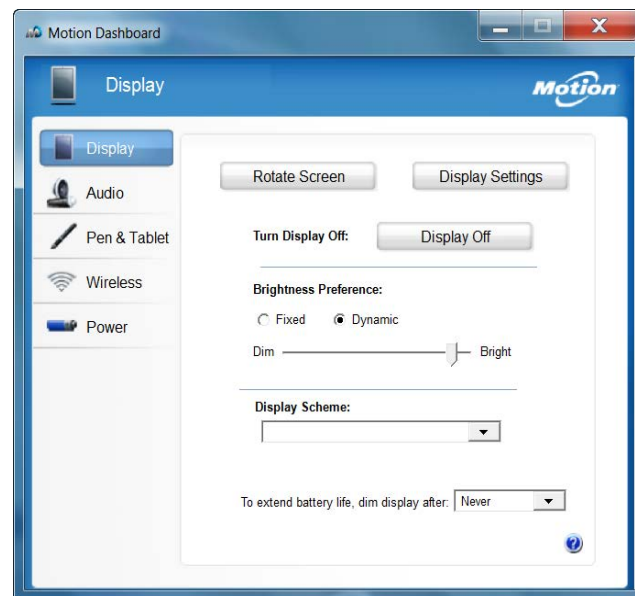 Motion Dashboard
Display
Motion
Display
Audio
Pen & Tablet
Wireless
Power
Rotate Screen Display Settings
Turn Display Off: Display Off
Brightness Preference:
Fixed Dynamic
Dim Bright
Display Scheme:
To extend battery life, dim display after: Never